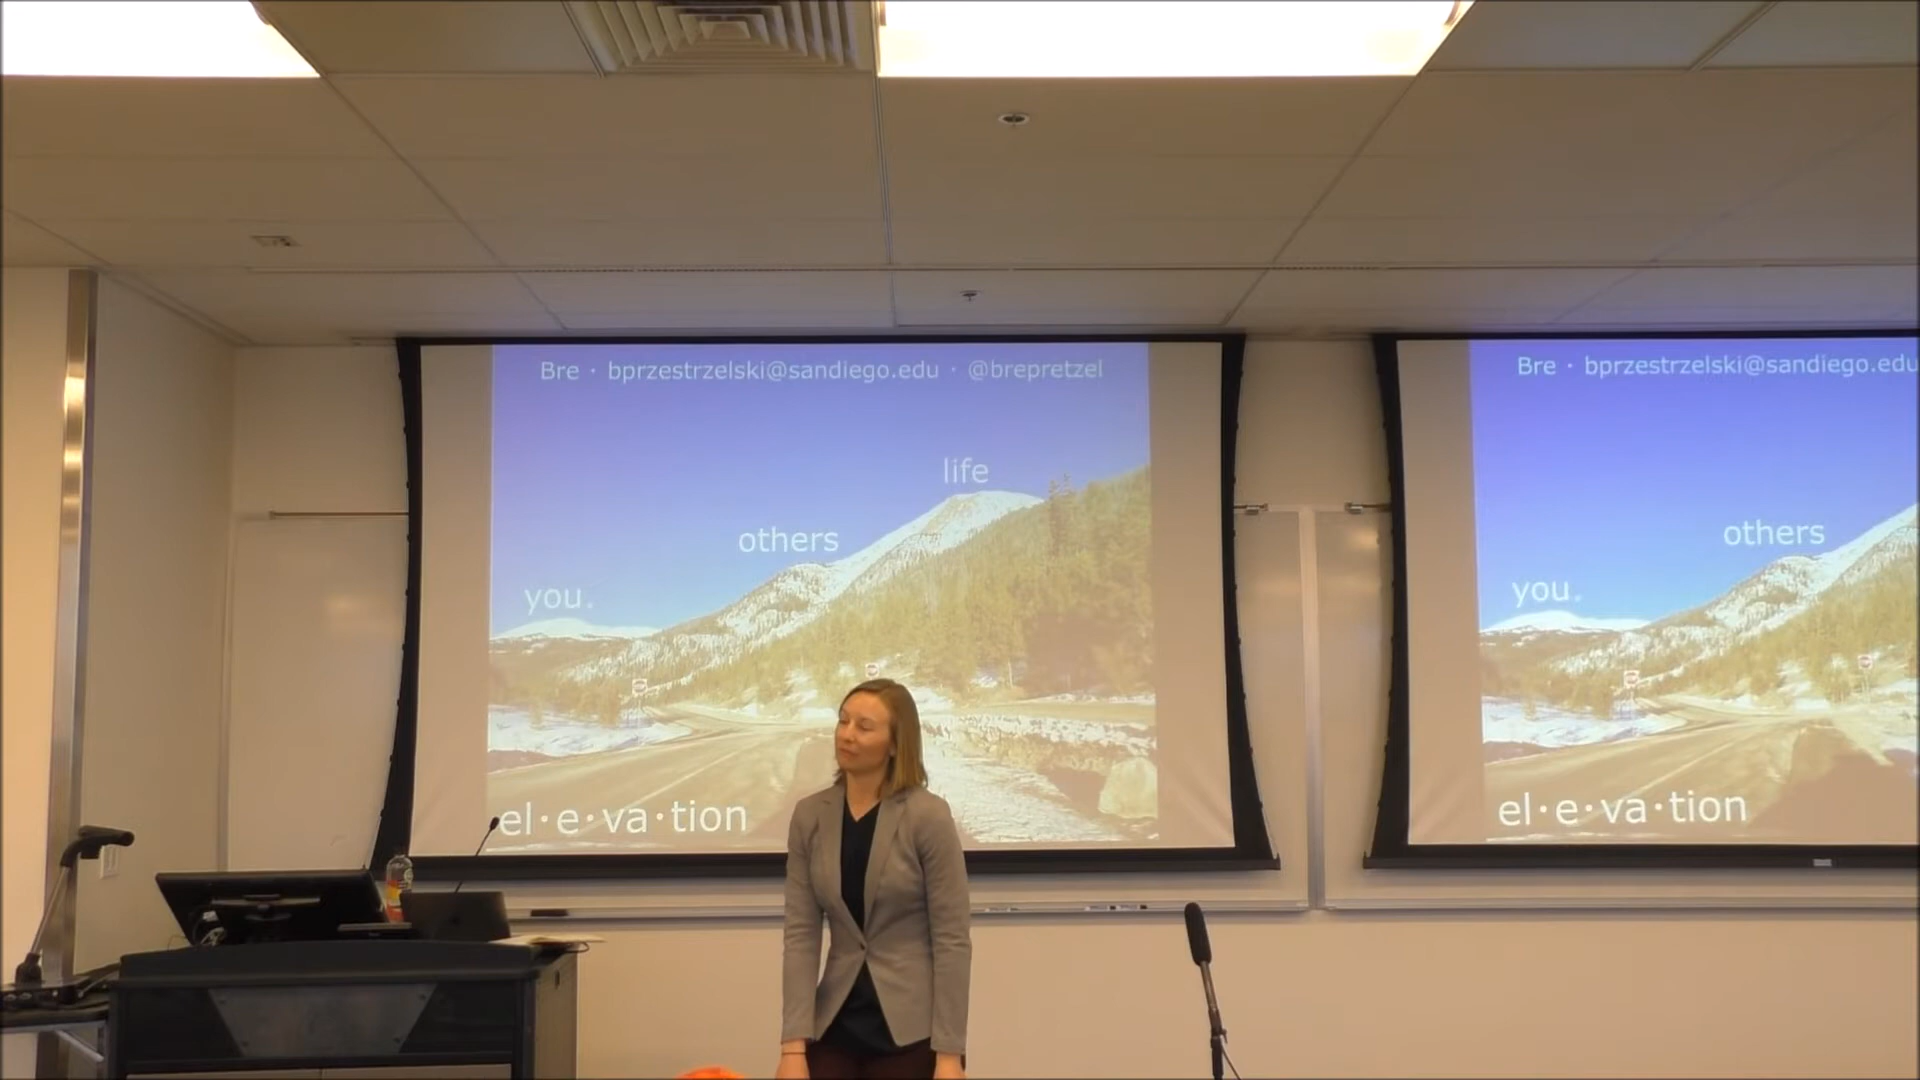 Bre · bprzestrzelski@sandiego.edu · @brepretzel
life
others
you.
el·e·va·tion
Bre · bprzestrzelski@sandiego.edu
others
you.
el·e·va·tion